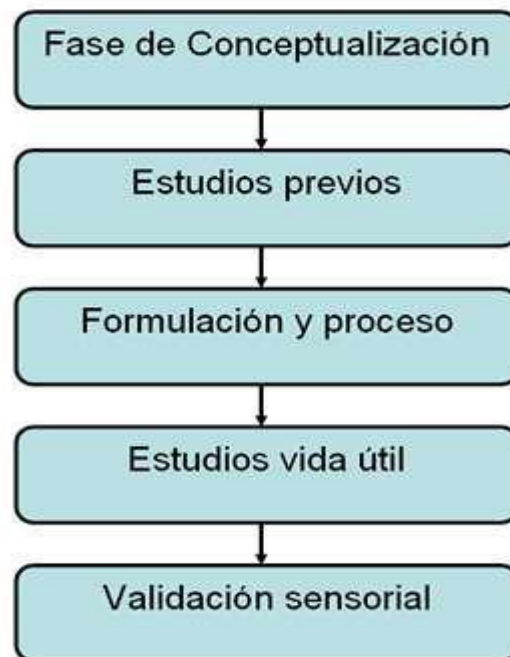 Fase de Conceptualización
Estudios previos
Formulación y proceso
Estudios vida útil
Validación sensorial